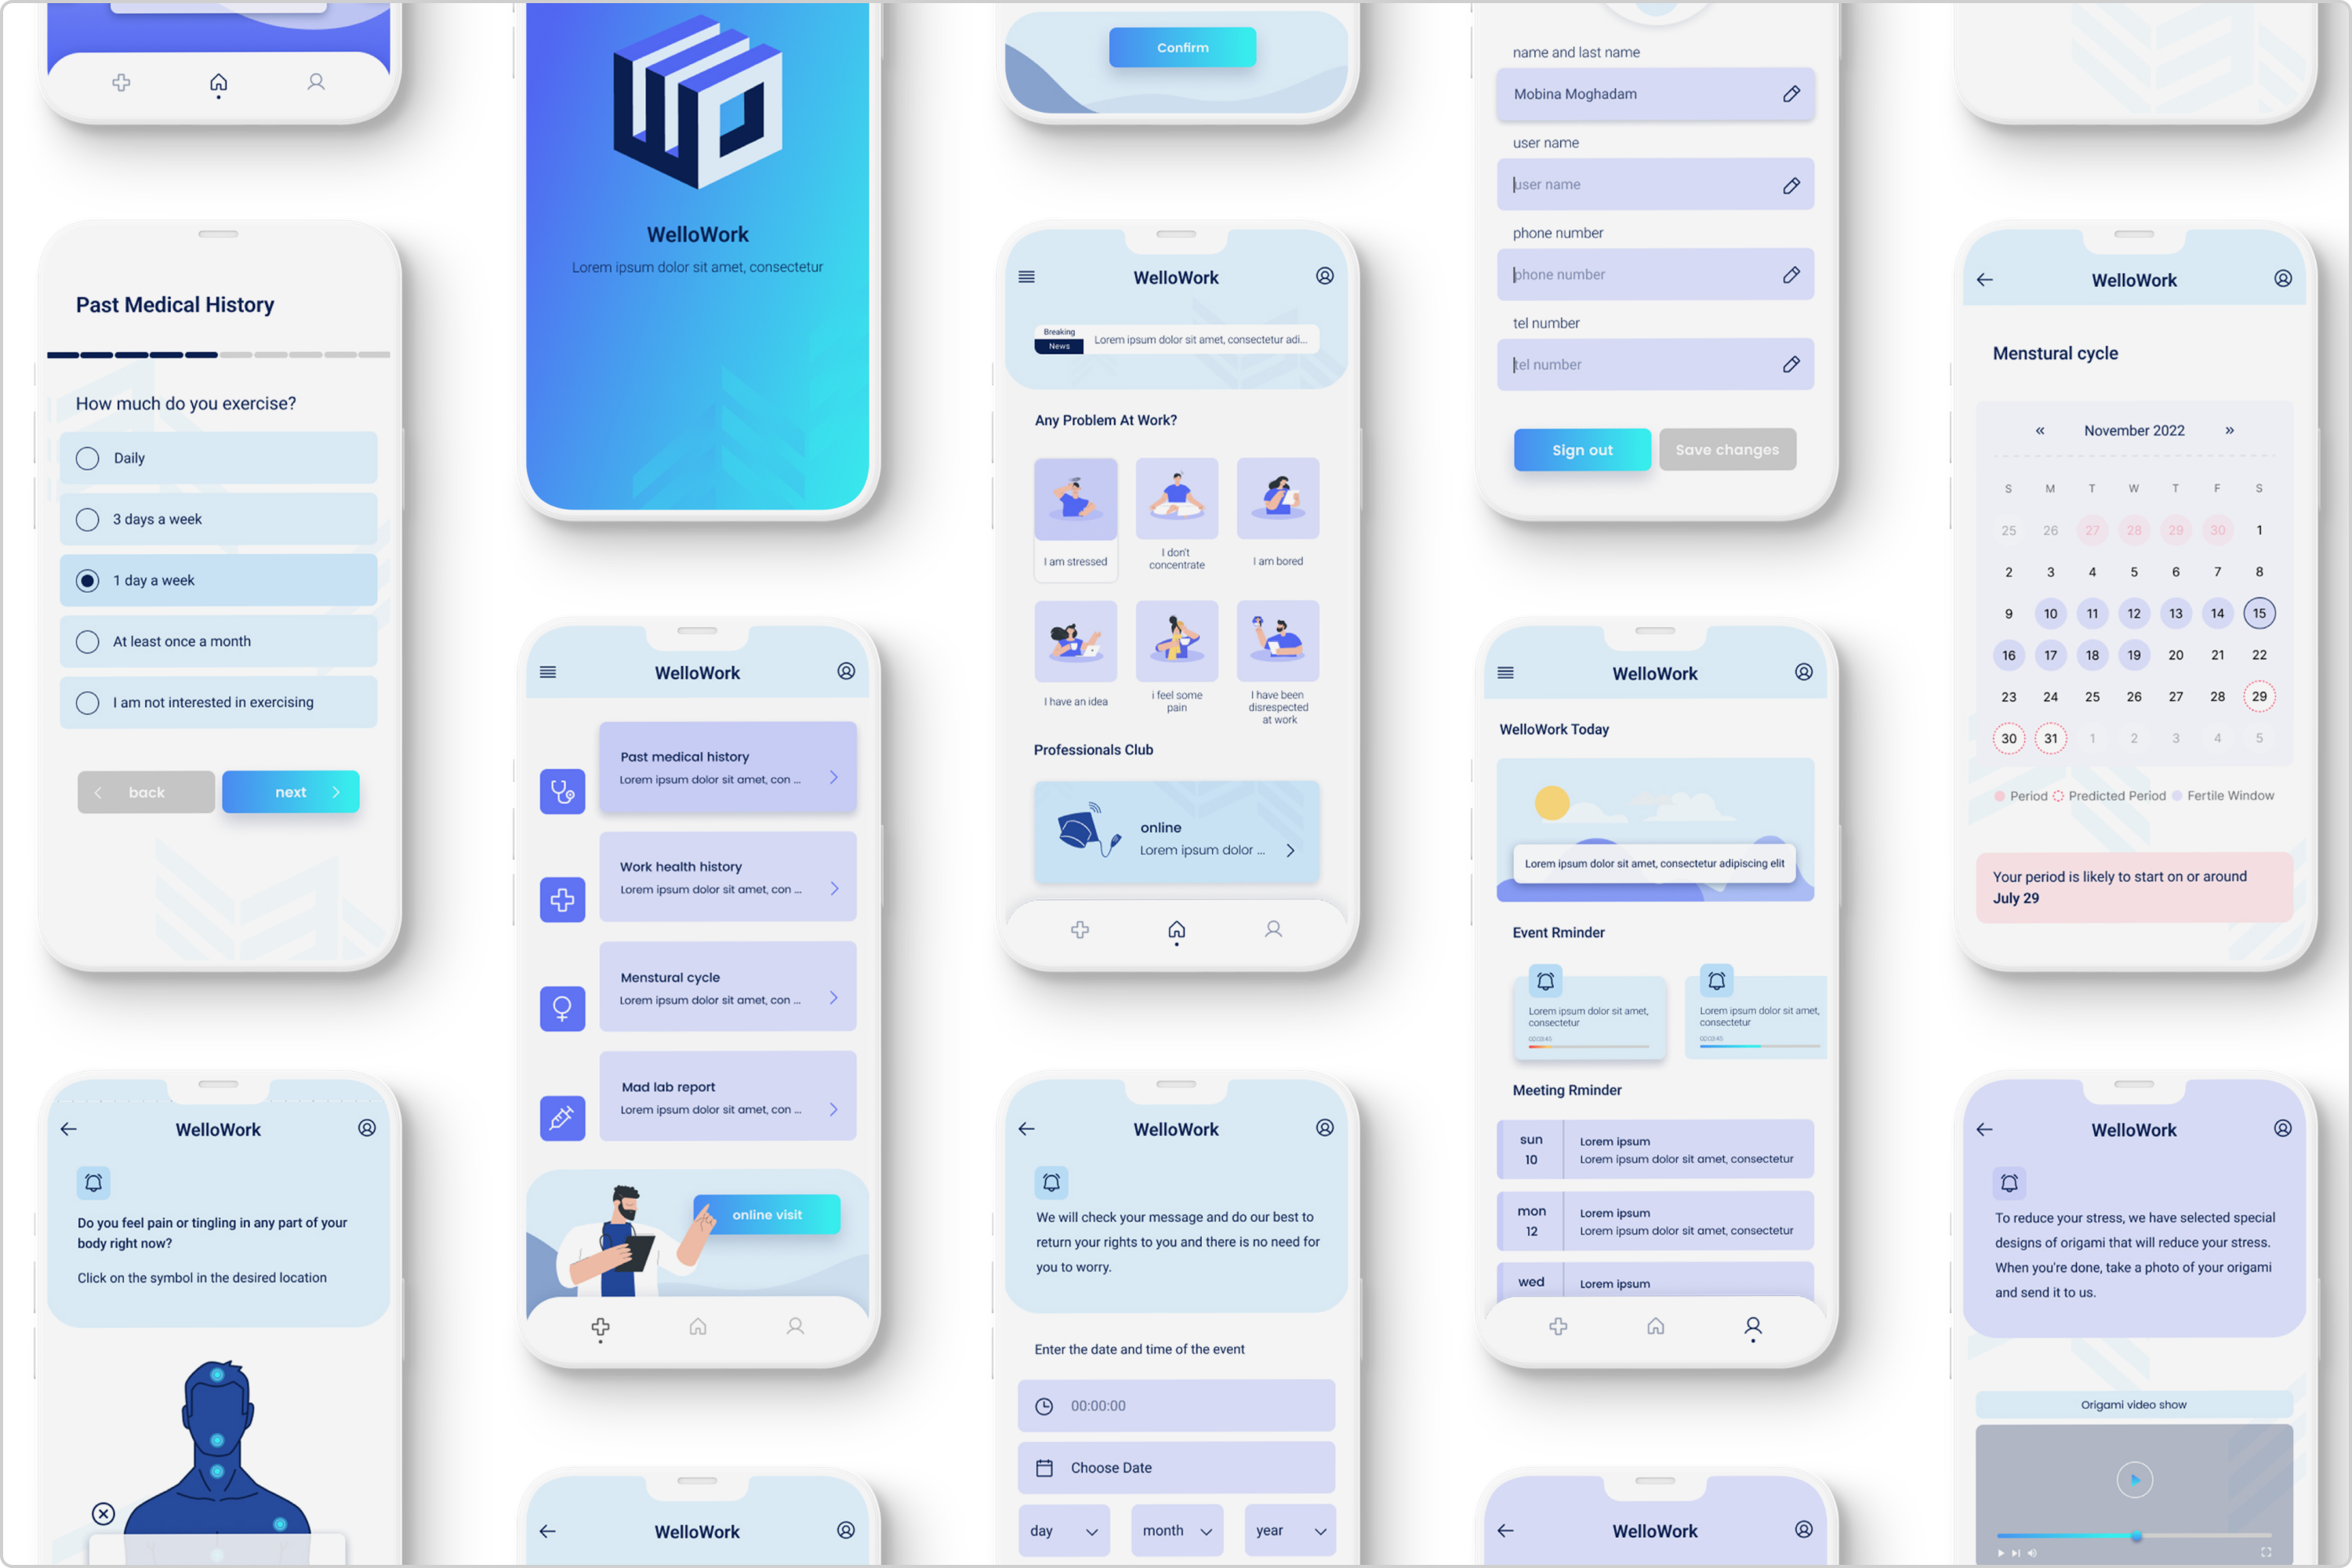 Past Medical History
How much do you exercise?
Daily
3 days a week
1 day a week
At least once a month
I am not interested in exercising
back
next
WelloWork
Do you feel pain or tingling in any part of your
body right now?
Click on the symbol in the desired location
WelloWork
Lorem ipsum dolor sit amet, consectetur
WelloWork
Past medical history
Lorem ipsum dolor sit amet, con ...
Work health history
Lorem ipsum dolor sit amet, con ...
Menstural cycle
Lorem ipsum dolor sit amet, con ...
Mad lab report
Lorem ipsum dolor sit amet, con ...
online visit
WelloWork
Confirm
WelloWork
Breaking
News
Lorem ipsum dolor sit amet, consectetur adi...
Any Problem At Work?
I am stressed
I don't
concentrate
I am bored
I have an idea
i feel some
pain
I have been
disrespected
at work
Professionals Club
online
Lorem ipsum dolor ...
WelloWork
We will check your message and do our best to
return your rights to you and there is no need for
you to worry.
Enter the date and time of the event
00:00:00
Choose Date
day
month
year
name and last name
Mobina Moghadam
user name
user name
phone number
phone number
tel number
tel number
Sign out
Save changes
WelloWork
WelloWork Today
Lorem ipsum dolor sit amet, consectetur adipiscing elit
Event Rminder
Lorem ipsum dolor sit amet,
consectetur
00:03:45
Lorem ipsum dolor sit amet,
consectetur
00:03:45
Meeting Rminder
sun
10
Lorem ipsum
Lorem ipsum dolor sit amet, consectetur
mon
12
Lorem ipsum
Lorem ipsum dolor sit amet, consectetur
wed
Lorem ipsum
WelloWork
WelloWork
Menstural cycle
« November 2022 »
S M T W T F S
25 26 27 28 29 30 1
2 3 4 5 6 7 8
9 10 11 12 13 14 15
16 17 18 19 20 21 22
23 24 25 26 27 28 29
30 31 1 2 3 4 5
Period Predicted Period Fertile Window
Your period is likely to start on or around
July 29
WelloWork
To reduce your stress, we have selected special
designs of origami that will reduce your stress.
When you're done, take a photo of your origami
and send it to us.
Origami video show